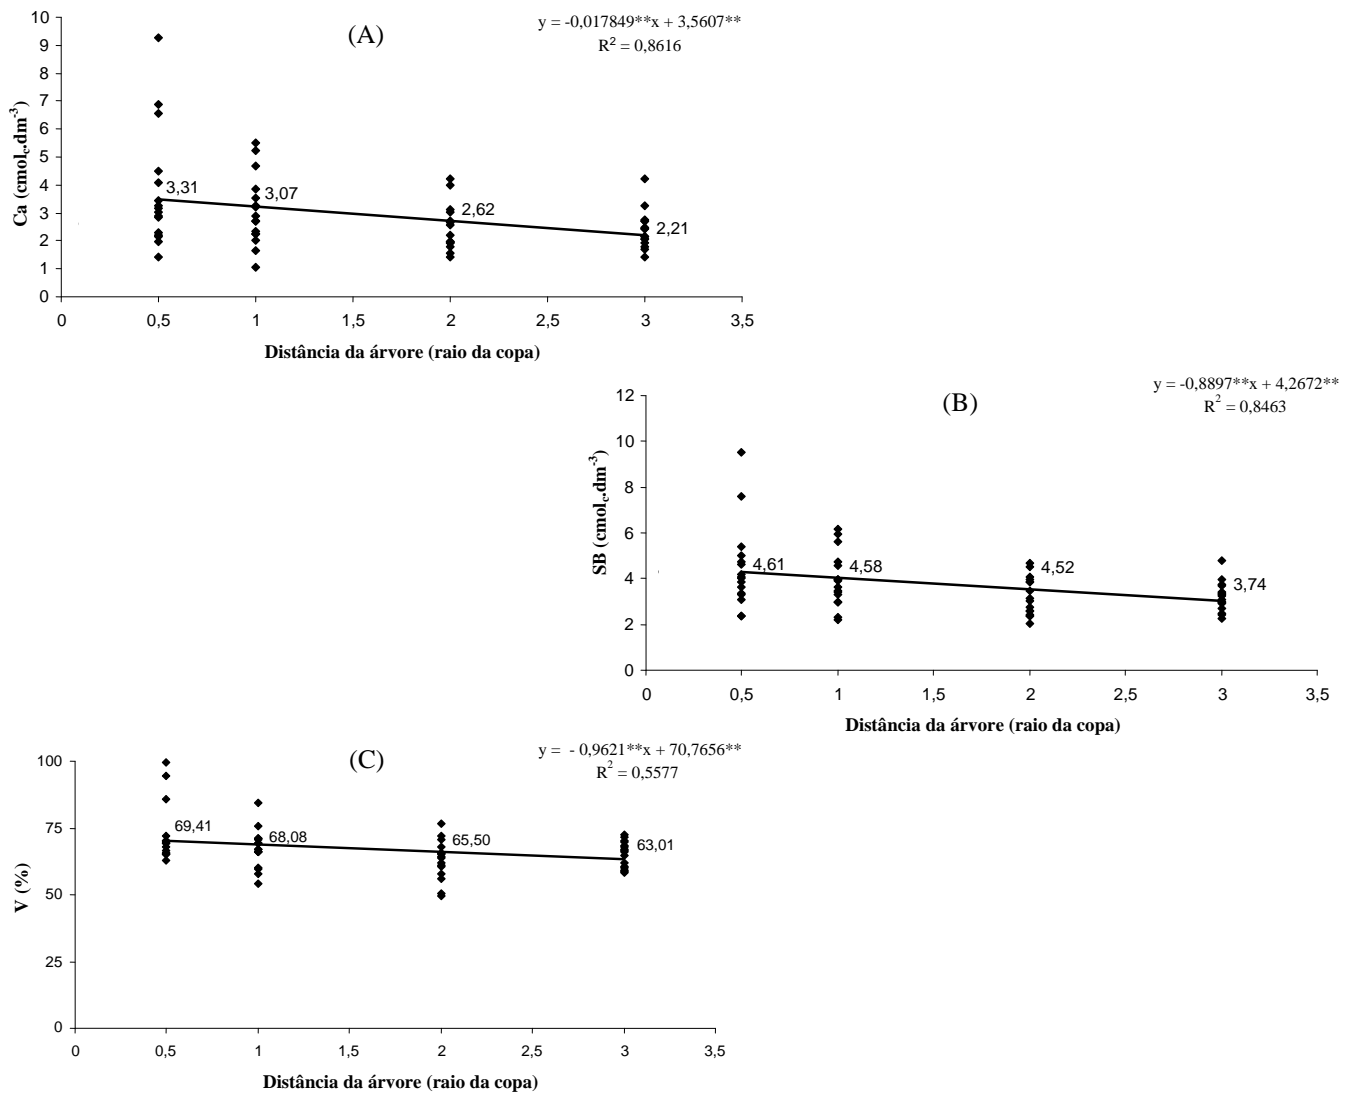 (A)
y = -0,017849**x + 3,5607**
R² = 0,8616
Ca (cmolc.dm-3)
10
9
8
7
6
5
4
3
2
1
0
3,31
3,07
2,62
2,21
0 0,5 1 1,5 2 2,5 3 3,5
Distância da árvore (raio da copa)
(B)
y = -0,8897**x + 4,2672**
R² = 0,8463
SB (cmolc.dm-3)
12
10
8
6
4
2
0
4,61
4,58
4,52
3,74
0 0,5 1 1,5 2 2,5 3 3,5
Distância da árvore (raio da copa)
(C)
y = - 0,9621**x + 70,7656**
R² = 0,5577
V (%)
100
75
50
25
0
69,41
68,08
65,50
63,01
0 0,5 1 1,5 2 2,5 3 3,5
Distância da árvore (raio da copa)